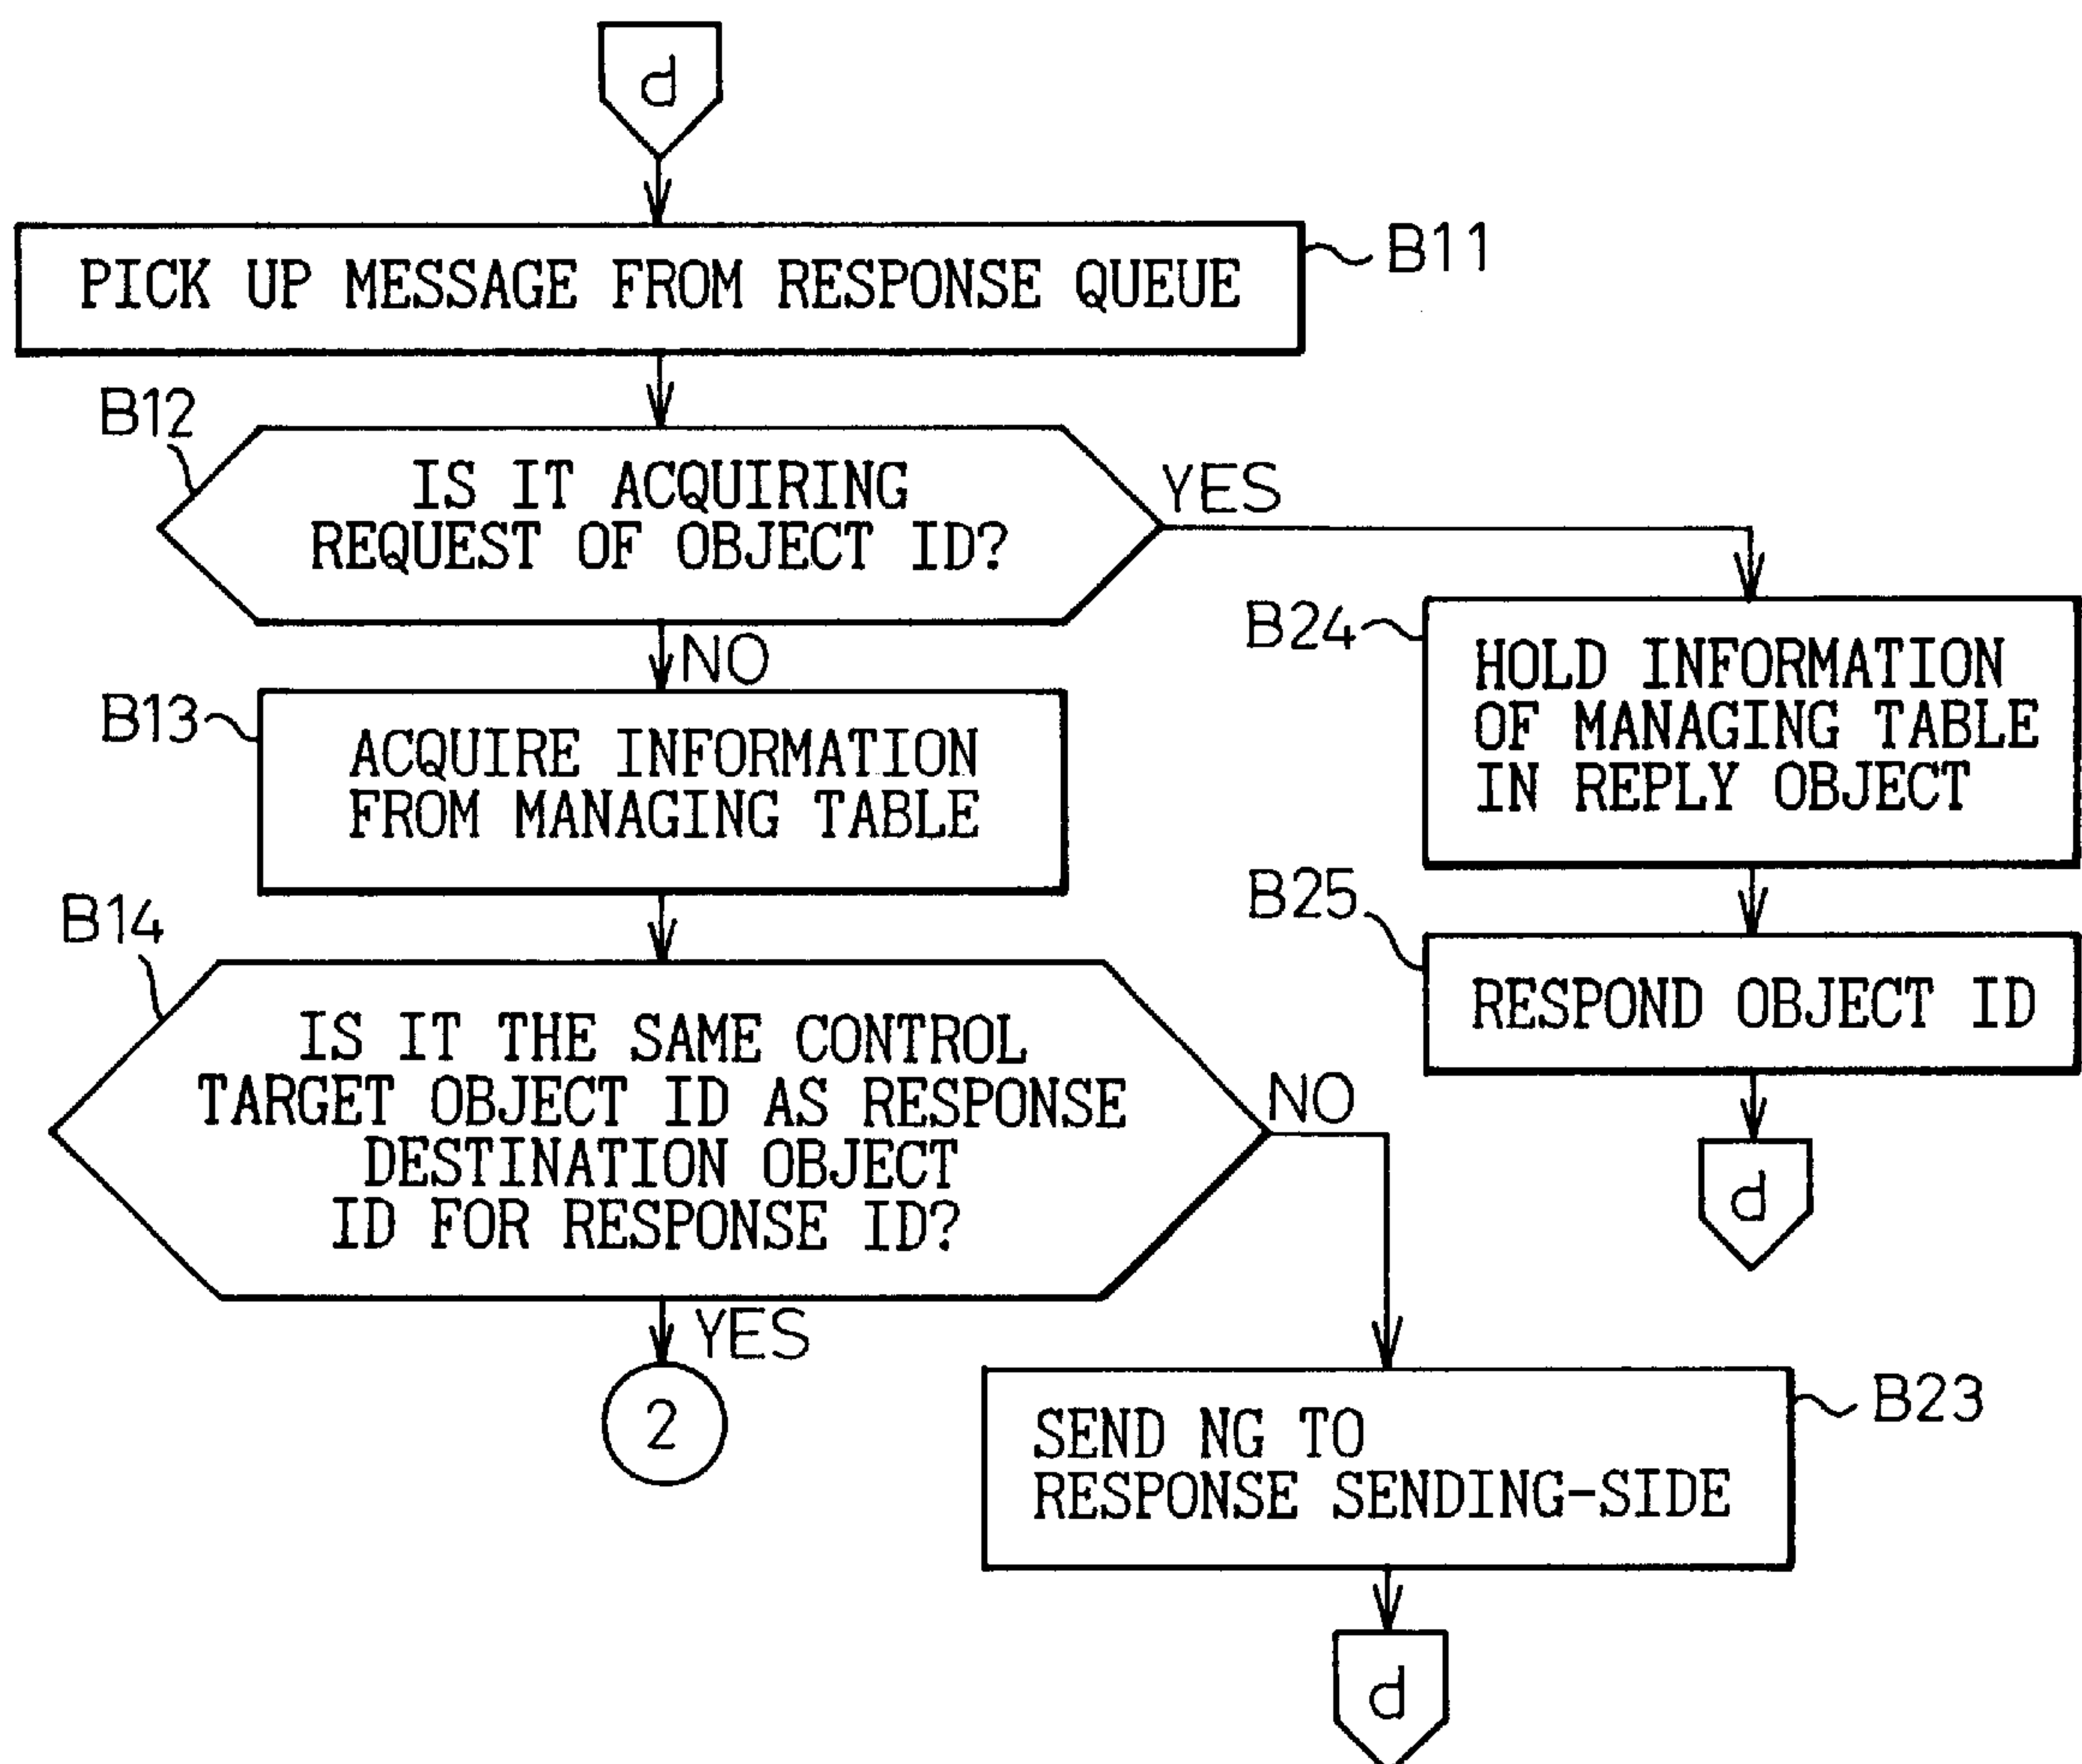 d
PICK UP MESSAGE FROM RESPONSE QUEUE
B11
B12
IS IT ACQUIRING
REQUEST OF OBJECT ID?
YES
NO
B24
HOLD INFORMATION
OF MANAGING TABLE
IN REPLY OBJECT
B13
ACQUIRE INFORMATION
FROM MANAGING TABLE
B25
RESPOND OBJECT ID
d
B14
IS IT THE SAME CONTROL
TARGET OBJECT ID AS RESPONSE
DESTINATION OBJECT
ID FOR RESPONSE ID?
NO
YES
2
B23
SEND NG TO
RESPONSE SENDING-SIDE
d